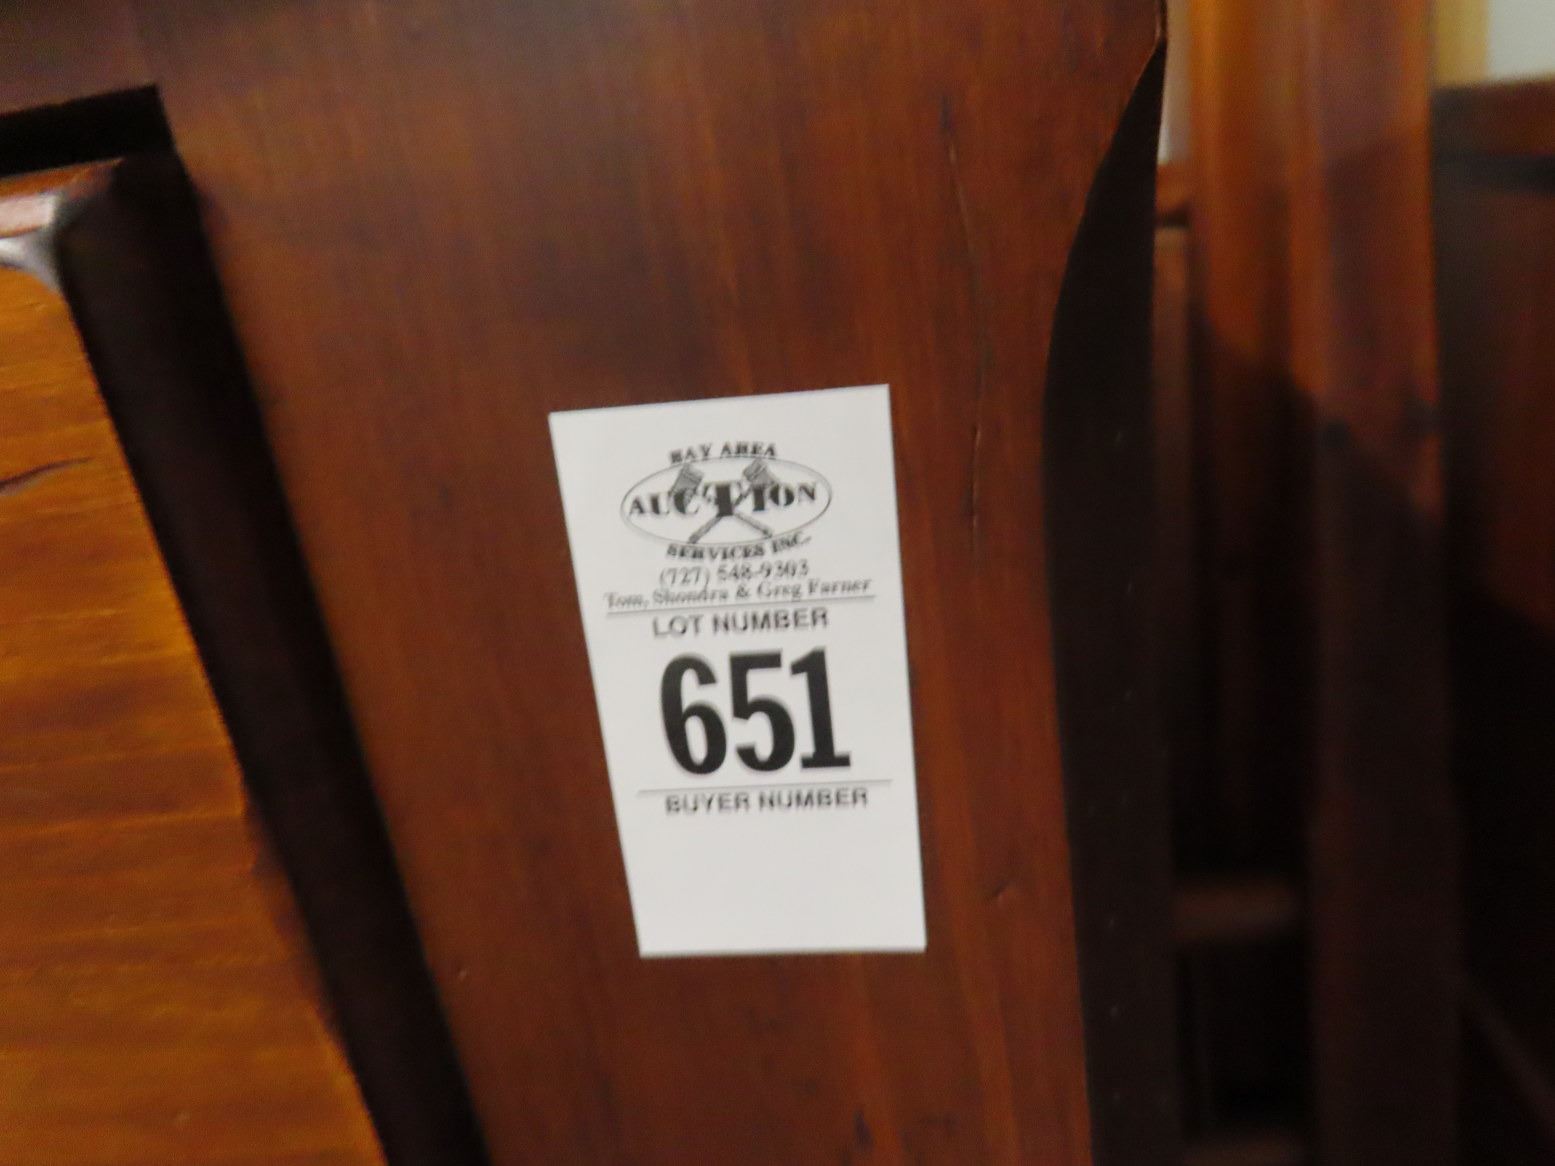 BAY AREA
AUCTION
SERVICES INC.
(727) 548-9303
Tom, Shondra & Greg Farner
LOT NUMBER
651
BUYER NUMBER